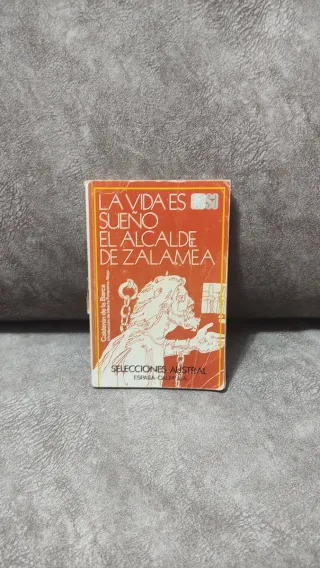 LA VIDA ES
SUEÑO
EL ALCALDE
DE ZALAMEA
Calderón de la Barca
SELECCIONES AUSTRAL
ESPASA-CALPE, S.A.